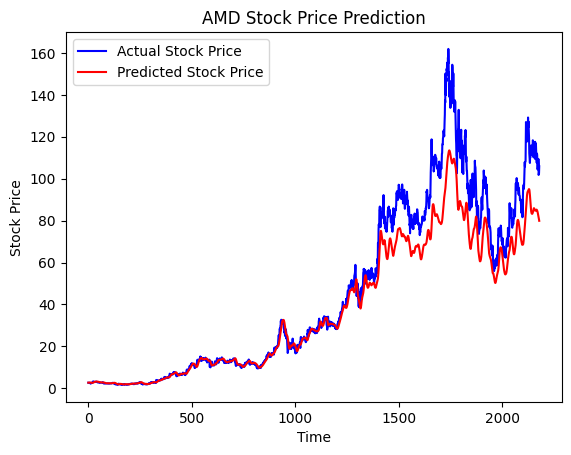 AMD Stock Price Prediction
Actual Stock Price
Predicted Stock Price
160
140
120
100
80
60
40
20
0
Stock Price
0 500 1000 1500 2000
Time